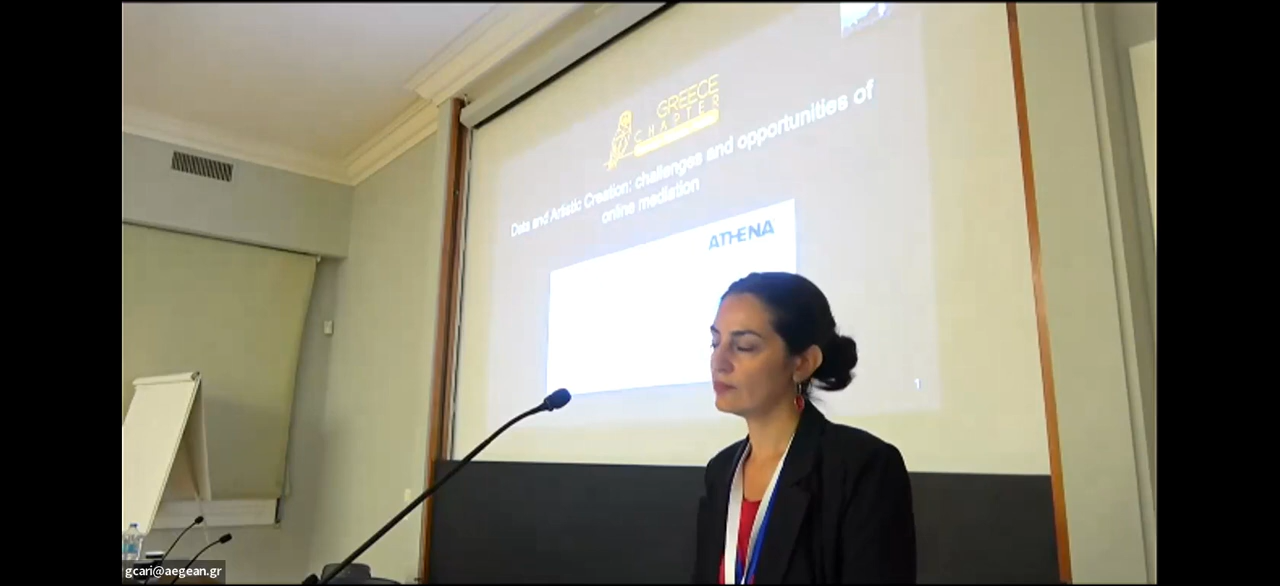 GREECE
CHAPTER
Data and Artistic Creation: challenges and opportunities of
online mediation
ATHENA
1
gcari@aegean.gr